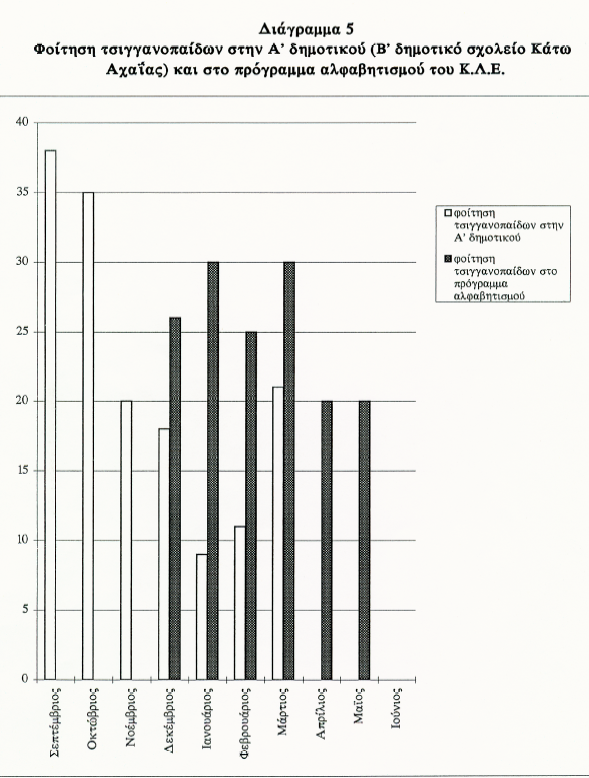 Διάγραμμα 5
Φοίτηση τσιγγανοπαίδων στην Α' δημοτικού (Β' δημοτικό σχολείο Κάτω
Αχαΐας) και στο πρόγραμμα αλφαβητισμού του Κ.Λ.Ε.
40
35
30
25
20
15
10
5
0
φοίτηση
τσιγγανοπαίδων στην
Α' δημοτικού
φοίτηση
τσιγγανοπαίδων στο
πρόγραμμα
αλφαβητισμού
Σεπτέμβριος
Οκτώβριος
Νοέμβριος
Δεκέμβριος
Ιανουάριος
Φεβρουάριος
Μάρτιος
Απρίλιος
Μαϊος
Ιούνιος